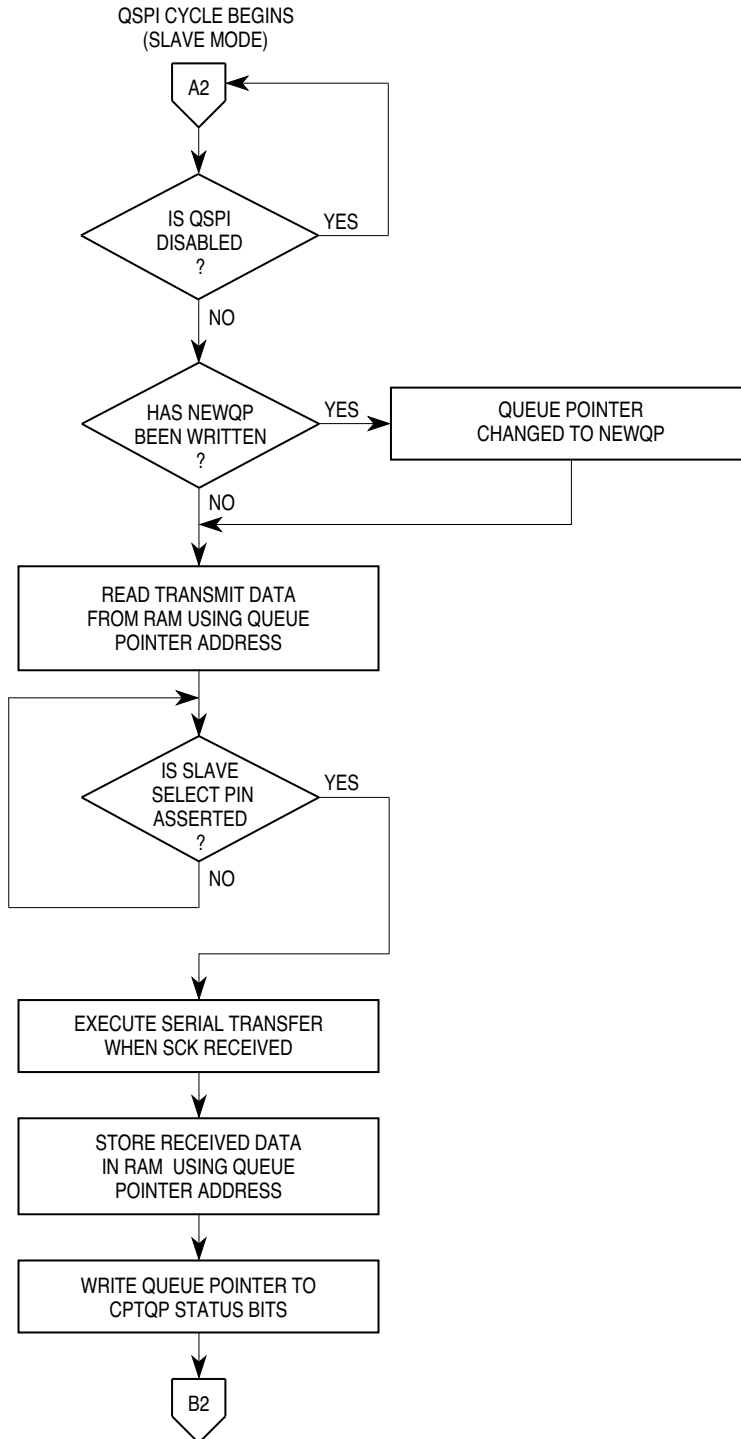 QSPI CYCLE BEGINS
(SLAVE MODE)
A2
IS QSPI
DISABLED
?
YES
NO
HAS NEWQP
BEEN WRITTEN
?
YES
QUEUE POINTER
CHANGED TO NEWQP
NO
READ TRANSMIT DATA
FROM RAM USING QUEUE
POINTER ADDRESS
IS SLAVE
SELECT PIN
ASSERTED
?
YES
NO
EXECUTE SERIAL TRANSFER
WHEN SCK RECEIVED
STORE RECEIVED DATA
IN RAM USING QUEUE
POINTER ADDRESS
WRITE QUEUE POINTER TO
CPTQP STATUS BITS
B2